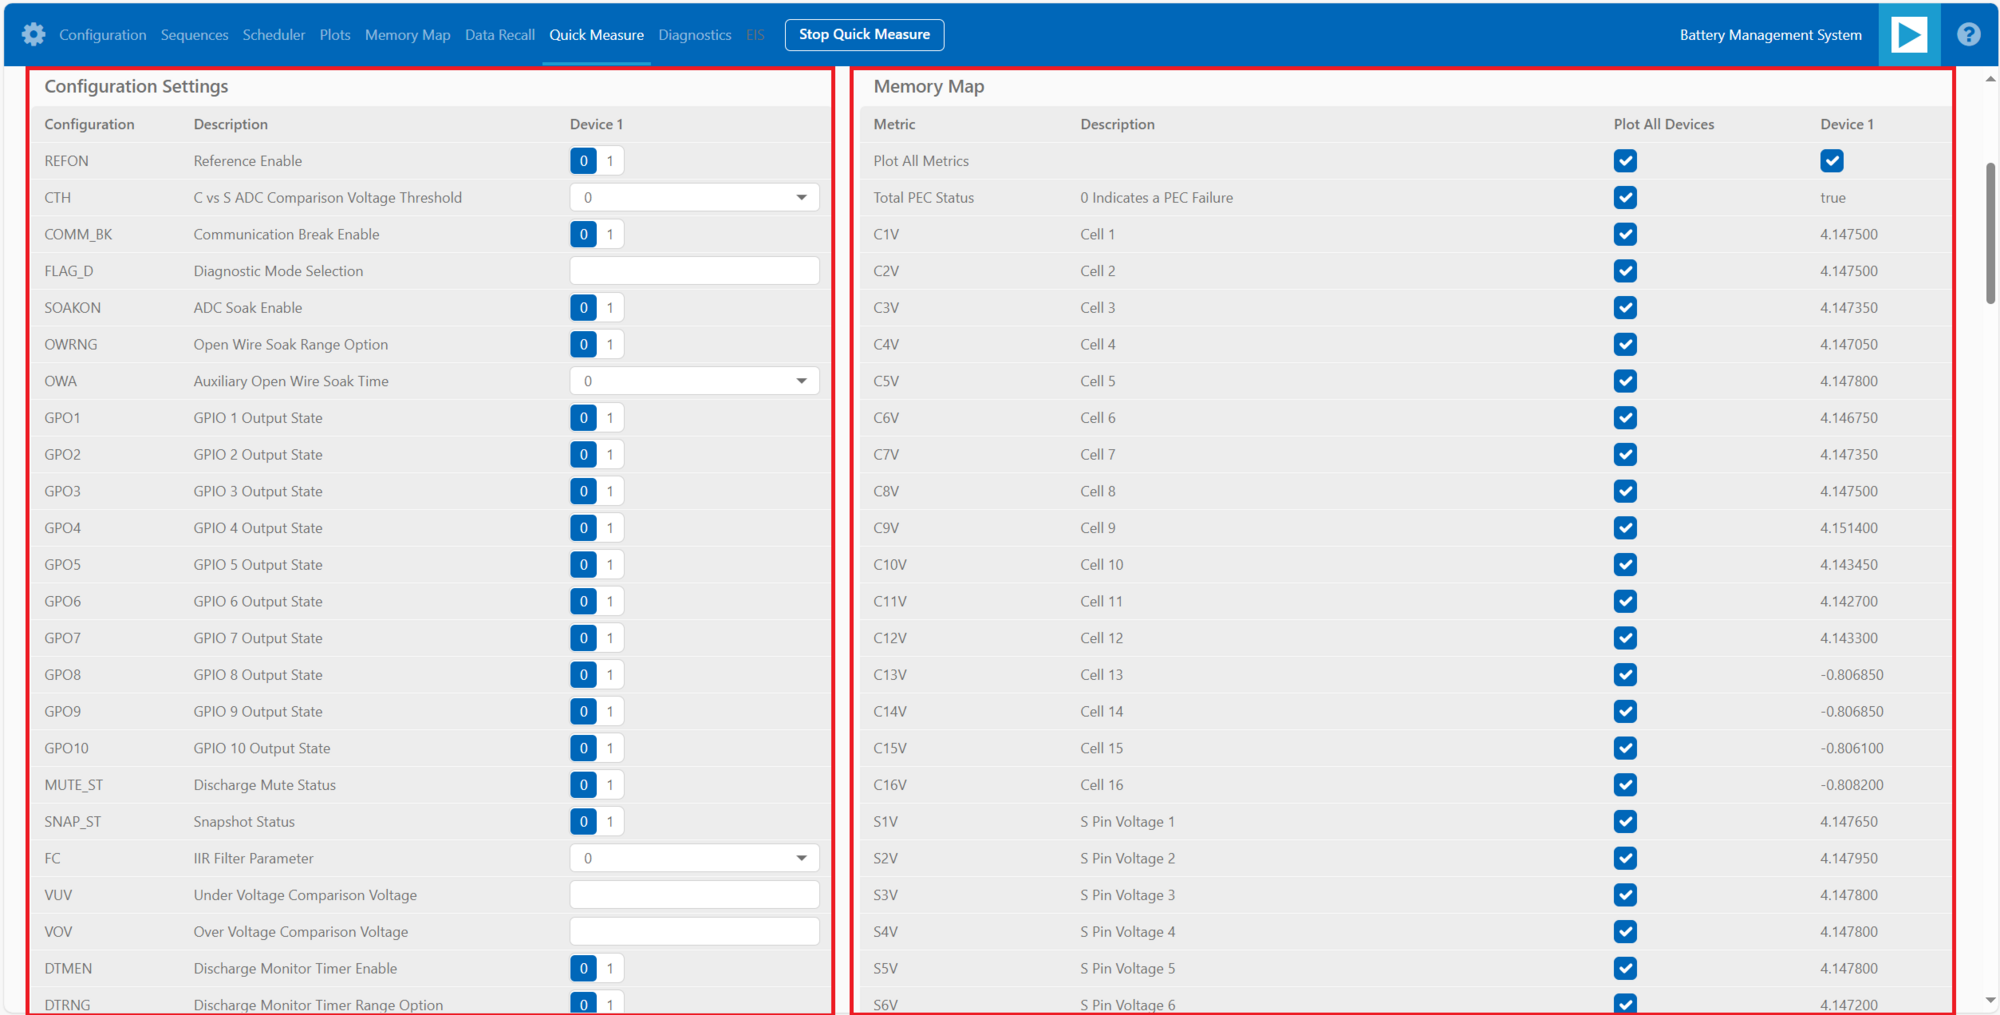 Configuration Sequences Scheduler Plots Memory Map Data Recall Quick Measure Diagnostics EIS Stop Quick Measure Battery Management System ?
Configuration Settings
Configuration Description Device 1
REFON Reference Enable 0 1
CTH C vs S ADC Comparison Voltage Threshold 0
COMM_BK Communication Break Enable 0 1
FLAG_D Diagnostic Mode Selection
SOAKON ADC Soak Enable 0 1
OWRNG Open Wire Soak Range Option 0 1
OWA Auxiliary Open Wire Soak Time 0
GPO1 GPIO 1 Output State 0 1
GPO2 GPIO 2 Output State 0 1
GPO3 GPIO 3 Output State 0 1
GPO4 GPIO 4 Output State 0 1
GPO5 GPIO 5 Output State 0 1
GPO6 GPIO 6 Output State 0 1
GPO7 GPIO 7 Output State 0 1
GPO8 GPIO 8 Output State 0 1
GPO9 GPIO 9 Output State 0 1
GPO10 GPIO 10 Output State 0 1
MUTE_ST Discharge Mute Status 0 1
SNAP_ST Snapshot Status 0 1
FC IIR Filter Parameter 0
VUV Under Voltage Comparison Voltage
VOV Over Voltage Comparison Voltage
DTMEN Discharge Monitor Timer Enable 0 1
DTRNG Discharge Monitor Timer Range Option 0 1
Memory Map
Metric Description Plot All Devices Device 1
Plot All Metrics
Total PEC Status 0 Indicates a PEC Failure true
C1V Cell 1 4.147500
C2V Cell 2 4.147500
C3V Cell 3 4.147350
C4V Cell 4 4.147050
C5V Cell 5 4.147800
C6V Cell 6 4.146750
C7V Cell 7 4.147350
C8V Cell 8 4.147500
C9V Cell 9 4.151400
C10V Cell 10 4.143450
C11V Cell 11 4.142700
C12V Cell 12 4.143300
C13V Cell 13 -0.806850
C14V Cell 14 -0.806850
C15V Cell 15 -0.806100
C16V Cell 16 -0.808200
S1V S Pin Voltage 1 4.147650
S2V S Pin Voltage 2 4.147950
S3V S Pin Voltage 3 4.147800
S4V S Pin Voltage 4 4.147800
S5V S Pin Voltage 5 4.147800
S6V S Pin Voltage 6 4.147200